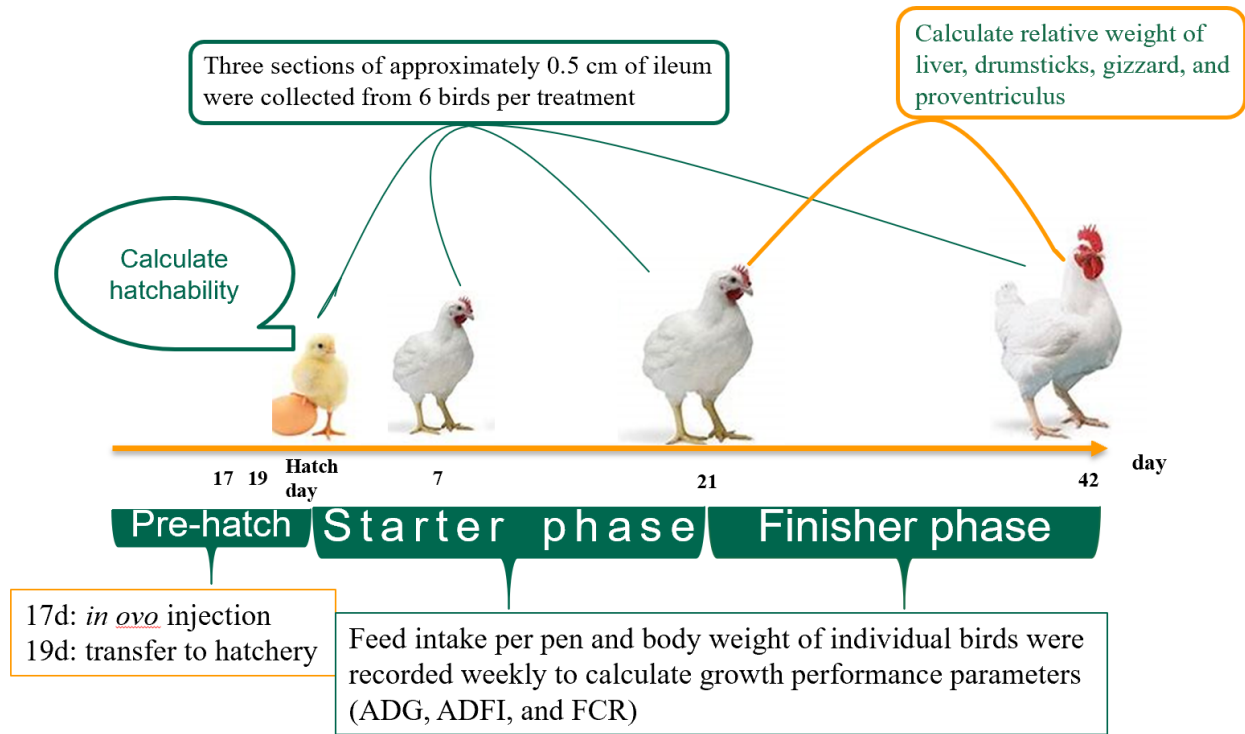 Three sections of approximately 0.5 cm of ileum
were collected from 6 birds per treatment
Calculate relative weight of
liver, drumsticks, gizzard, and
proventriculus
Calculate
hatchability
17 19 Hatch
day
7
21
42
day
Pre-hatch
Starter phase
Finisher phase
17d: in ovo injection
19d: transfer to hatchery
Feed intake per pen and body weight of individual birds were
recorded weekly to calculate growth performance parameters
(ADG, ADFI, and FCR)